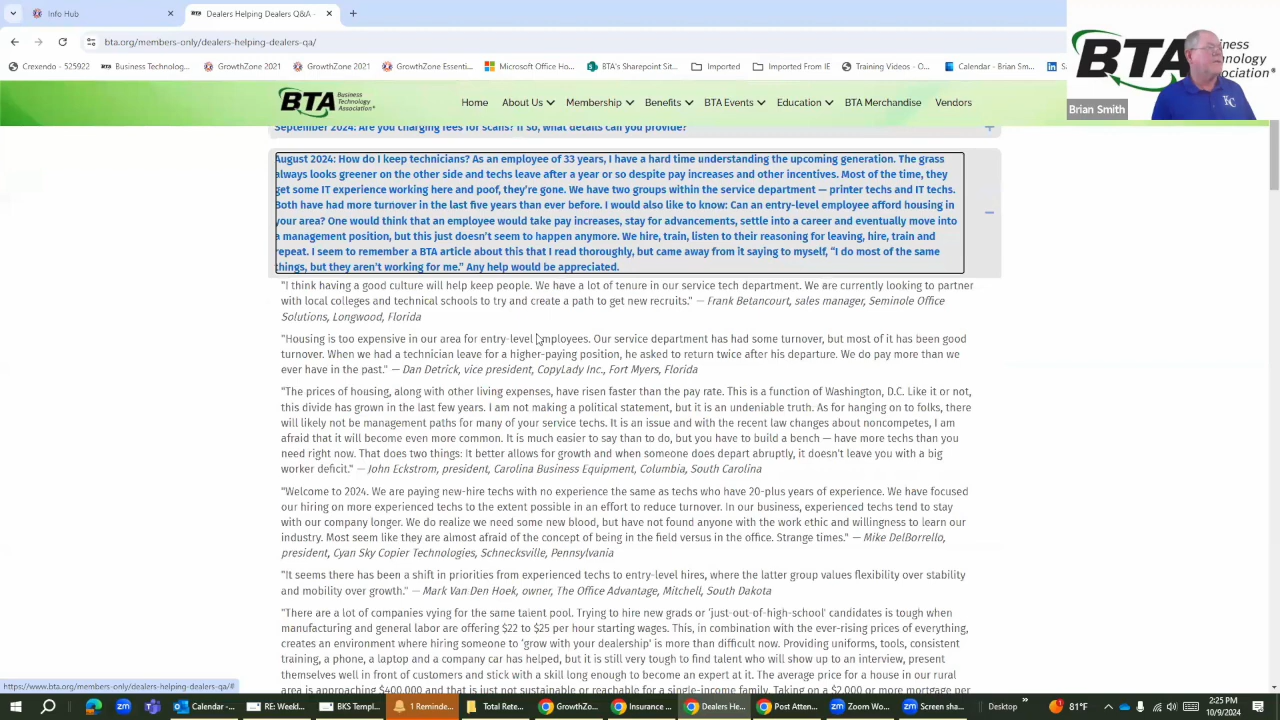 Info Hub
Dealers Helping Dealers Q&A -
bta.org/members-only/dealers-helping-dealers-qa/
Crexendo - 525922 Business Technolog... GrowthZone 2021 GrowthZone 2021 GrowthZone Essenti... Microsoft Office Ho... BTA's Sharepoint Site Imported Imported From IE Training Videos - O... Calendar - Brian Smi...
BTA Business Technology Association®
Brian Smith
BTA Business Technology Association®
Home About Us Membership Benefits BTA Events Education BTA Merchandise Vendors
September 2024: Are you charging fees for scans? If so, what details can you provide?
August 2024: How do I keep technicians? As an employee of 33 years, I have a hard time understanding the upcoming generation. The grass
always looks greener on the other side and techs leave after a year or so despite pay increases and other incentives. Most of the time, they
get some IT experience working here and poof, they're gone. We have two groups within the service department — printer techs and IT techs.
Both have had more turnover in the last five years than ever before. I would also like to know: Can an entry-level employee afford housing in
your area? One would think that an employee would take pay increases, stay for advancements, settle into a career and eventually move into
a management position, but this just doesn't seem to happen anymore. We hire, train, listen to their reasoning for leaving, hire, train and
repeat. I seem to remember a BTA article about this that I read thoroughly, but came away from it saying to myself, “I do most of the same
things, but they aren't working for me.” Any help would be appreciated.
"I think having a good culture will help keep people. We have a lot of tenure in our service tech department. We are currently looking to partner
with local colleges and technical schools to try and create a path to get new recruits." — Frank Betancourt, sales manager, Seminole Office
Solutions, Longwood, Florida
"Housing is too expensive in our area for entry-level employees. Our service department has had some turnover, but most of it has been good
turnover. When we had a technician leave for a higher-paying position, he asked to return twice after his departure. We do pay more than we
ever have in the past." — Dan Detrick, vice president, CopyLady Inc., Fort Myers, Florida
"The prices of housing, along with other living expenses, have risen faster than the pay rate. This is a function of Washington, D.C. Like it or not,
this divide has grown in the last few years. I am not making a political statement, but it is an undeniable truth. As for hanging on to folks, there
will likely not be management paths for many of your service techs. It is an issue and with the recent law changes about noncompetes, I am
afraid that it will become even more common. It is much easier to say than to do, but you have to build a bench — have more techs than you
need right now. That does two things: It better allows for growth and when someone does depart abruptly, it doesn't leave you with a big
worker deficit." — John Eckstrom, president, Carolina Business Equipment, Columbia, South Carolina
"Welcome to 2024. We are paying new-hire techs with no experience the same as techs who have 20-plus years of experience. We have focused
our hiring on more experienced techs to the extent possible in an effort to reduce turnover. In our business, experienced techs tend to stay
with our company longer. We do realize we need some new blood, but have not found anyone with the work ethic and willingness to learn our
industry. Most seem like they are almost afraid of the concept of being in the field versus in the office. Strange times." — Mike DelBorrello,
president, Cyan Sky Copier Technologies, Schnecksville, Pennsylvania
"It seems there has been a shift in priorities from experienced techs to entry-level hires, where the latter group values flexibility over stability
and mobility over growth." — Mark Van Den Hoek, owner, The Office Advantage, Mitchell, South Dakota
"There are a lot of companies vying for the same talent pool. Trying to hire new grads or 'just-out-of-high-school' candidates is tough when
manufacturing and general labor are offering $22 to $25 per hour starting wages. This, in combination with the ever-rising prices of everything,
creates an environment where hiring someone to 'grow with your dealership' is more than difficult now. Providing uniforms, tools, consistent
training, a phone, a laptop and a company car has helped, but it is still very tough to find talent who will show up to an interview, present
themselves well in front of customers and stick with a skill long enough to become an expert at it. The average price for a house in our rural
area is approaching $400,000 and that is just not sustainable or reachable for a single-income family. Taking on a $2,000 or more mortgage per
https://www.bta.org/members-only/dealers-helping-dealers-qa/#
Calendar -... RE: Week... BKS Templ... 1 Reminde... Total Rete... GrowthZo... Insurance ... Dealers He... Post Atten... Zoom Wo... Screen sha... Desktop 81°F 2:25 PM
10/9/2024